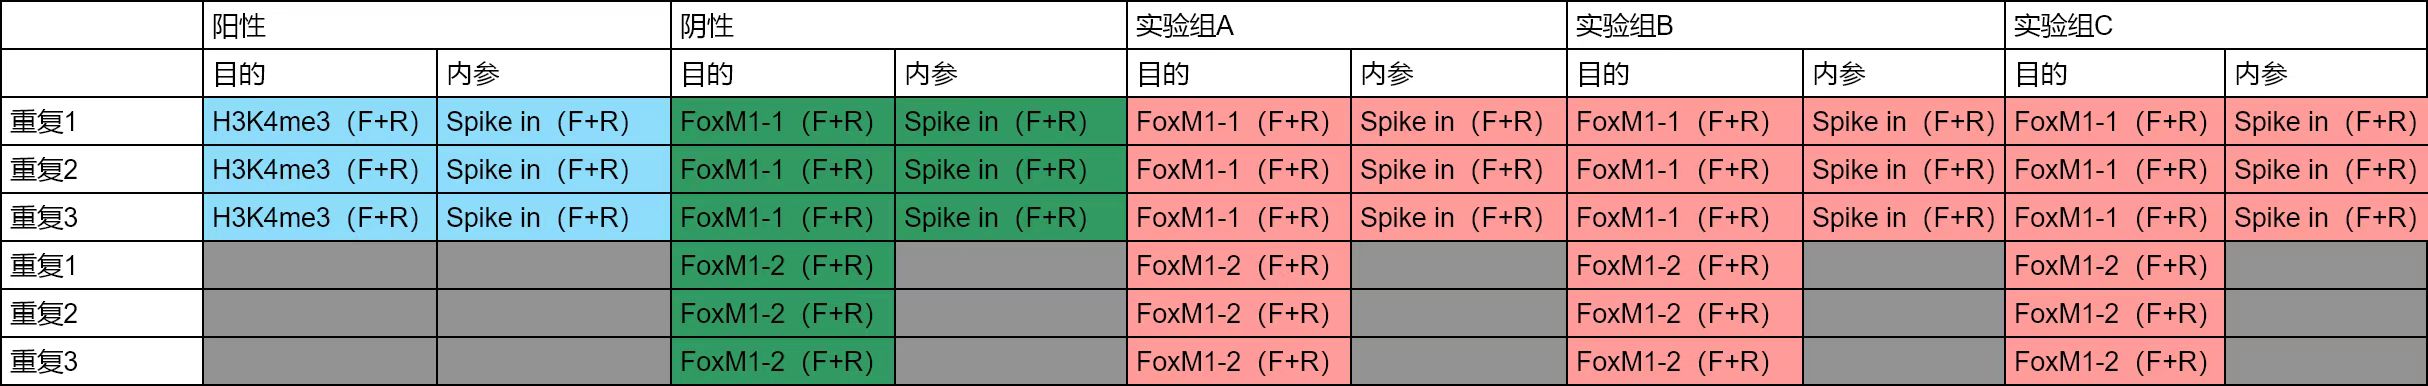 阳性 阴性 实验组A 实验组B 实验组C
目的 内参 目的 内参 目的 内参 目的 内参 目的 内参
重复1 H3K4me3（F+R） Spike in（F+R） FoxM1-1（F+R） Spike in（F+R） FoxM1-1（F+R） Spike in（F+R） FoxM1-1（F+R） Spike in（F+R） FoxM1-1（F+R） Spike in（F+R）
重复2 H3K4me3（F+R） Spike in（F+R） FoxM1-1（F+R） Spike in（F+R） FoxM1-1（F+R） Spike in（F+R） FoxM1-1（F+R） Spike in（F+R） FoxM1-1（F+R） Spike in（F+R）
重复3 H3K4me3（F+R） Spike in（F+R） FoxM1-1（F+R） Spike in（F+R） FoxM1-1（F+R） Spike in（F+R） FoxM1-1（F+R） Spike in（F+R） FoxM1-1（F+R） Spike in（F+R）
重复1 FoxM1-2（F+R） FoxM1-2（F+R） FoxM1-2（F+R） FoxM1-2（F+R）
重复2 FoxM1-2（F+R） FoxM1-2（F+R） FoxM1-2（F+R） FoxM1-2（F+R）
重复3 FoxM1-2（F+R） FoxM1-2（F+R） FoxM1-2（F+R） FoxM1-2（F+R）